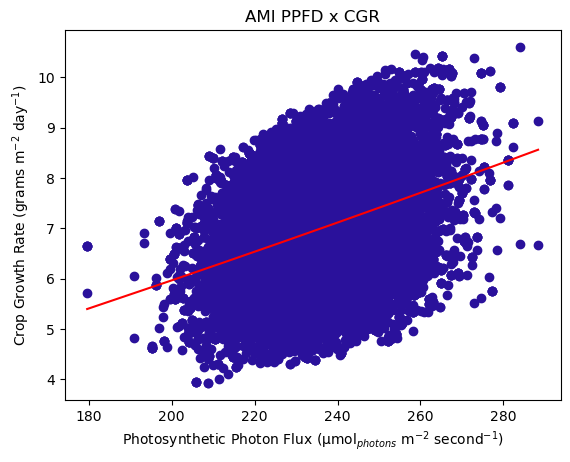 AMI PPFD x CGR
Crop Growth Rate (grams m⁻² day⁻¹)
10
9
8
7
6
5
4
180 200 220 240 260 280
Photosynthetic Photon Flux (μmol_photons m⁻² second⁻¹)